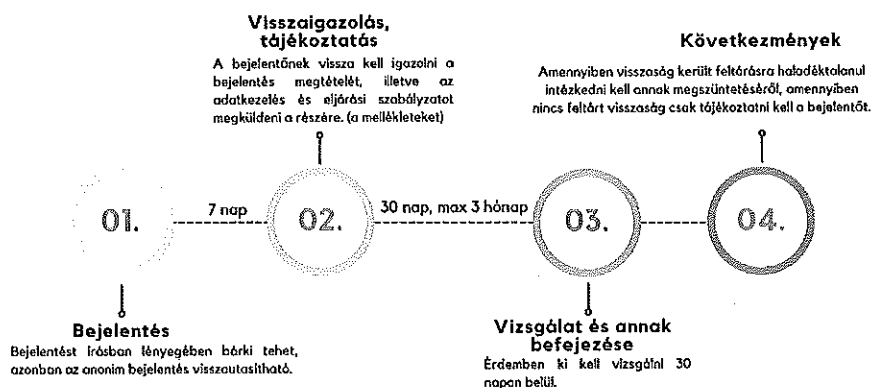 Visszaigazolás,
tájékoztatás
A bejelentőnek vissza kell igazolni a
bejelentés megtételét, illetve az
adatkezelés és eljárási szabályzatot
megküldeni a részére. (a mellékleteket)
Következmények
Amennyiben visszaság került feltárásra haladéktalanul
intézkedni kell annak megszüntetéséről, amennyiben
nincs feltárt visszaság csak tájékoztatni kell a bejelentőt.
01.
7 nap
02.
30 nap, max 3 hónap
03.
04.
Bejelentés
Bejelentést írásban lényegében bárki tehet,
azonban az anonim bejelentés visszautasítható.
Vizsgálat és annak
befejezése
Érdemben ki kell vizsgálni 30
napon belül.